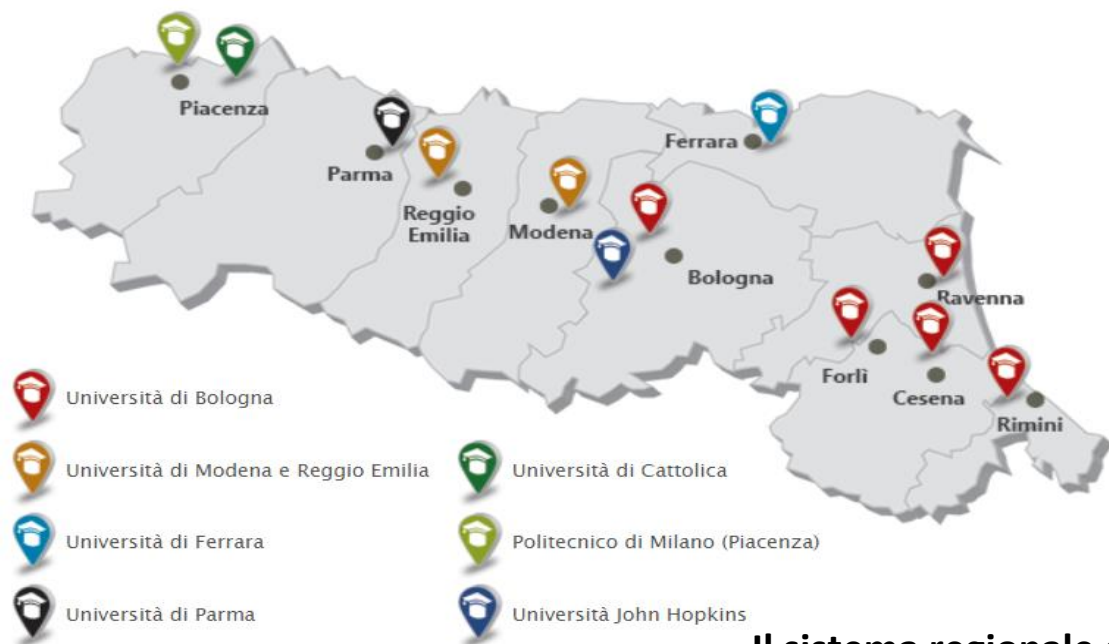 Piacenza
Parma
Reggio
Emilia
Modena
Ferrara
Bologna
Ravenna
Forlì
Cesena
Rimini
Università di Bologna
Università di Modena e Reggio Emilia
Università di Cattolica
Università di Ferrara
Politecnico di Milano (Piacenza)
Università di Parma
Università John Hopkins
Il sistema regionale